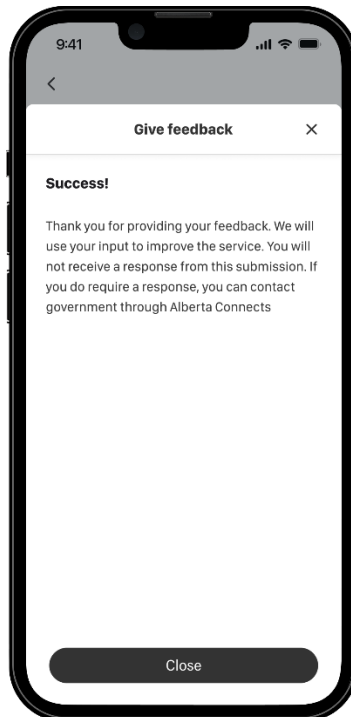 9:41
Give feedback
Success!
Thank you for providing your feedback. We will
use your input to improve the service. You will
not receive a response from this submission. If
you do require a response, you can contact
government through Alberta Connects
Close